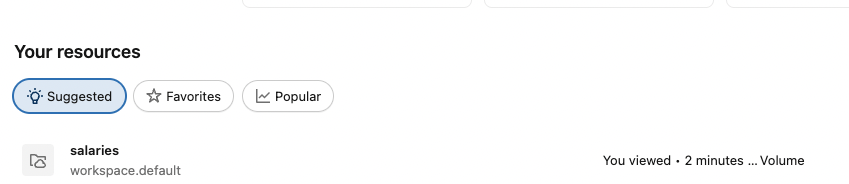 Your resources
Suggested Favorites Popular
salaries
You viewed • 2 minutes ... Volume
workspace.default